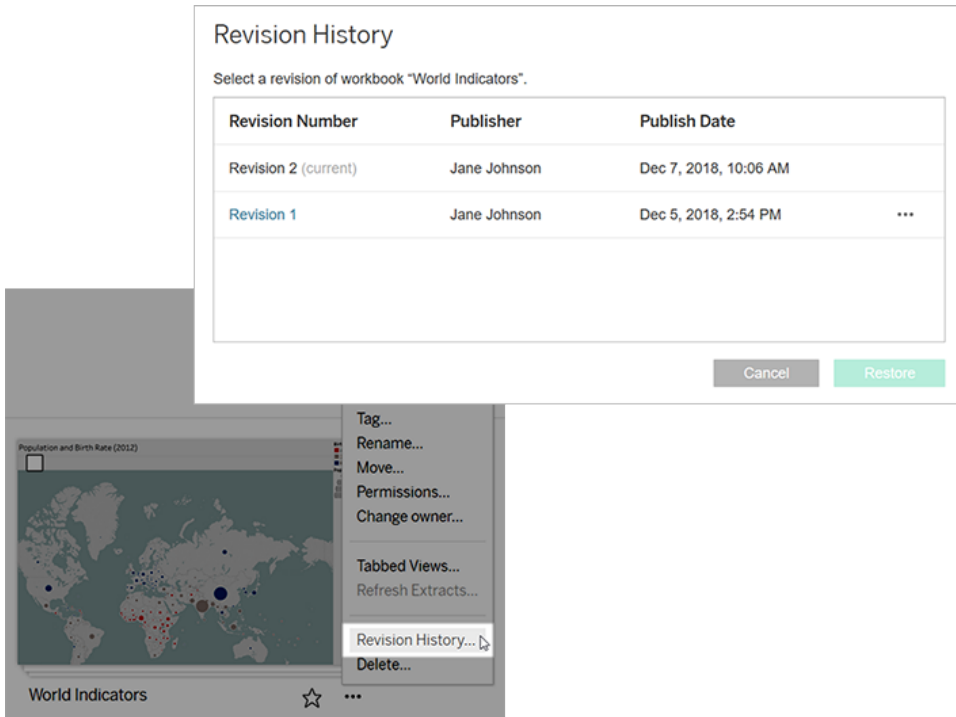 Revision History
Select a revision of workbook “World Indicators”.
Revision Number Publisher Publish Date
Revision 2 (current) Jane Johnson Dec 7, 2018, 10:06 AM
Revision 1 Jane Johnson Dec 5, 2018, 2:54 PM
Cancel Restore
Tag...
Rename...
Move...
Permissions...
Change owner...
Tabbed Views...
Refresh Extracts...
Revision History...
Delete...
Population and Birth Rate (2012)
World Indicators